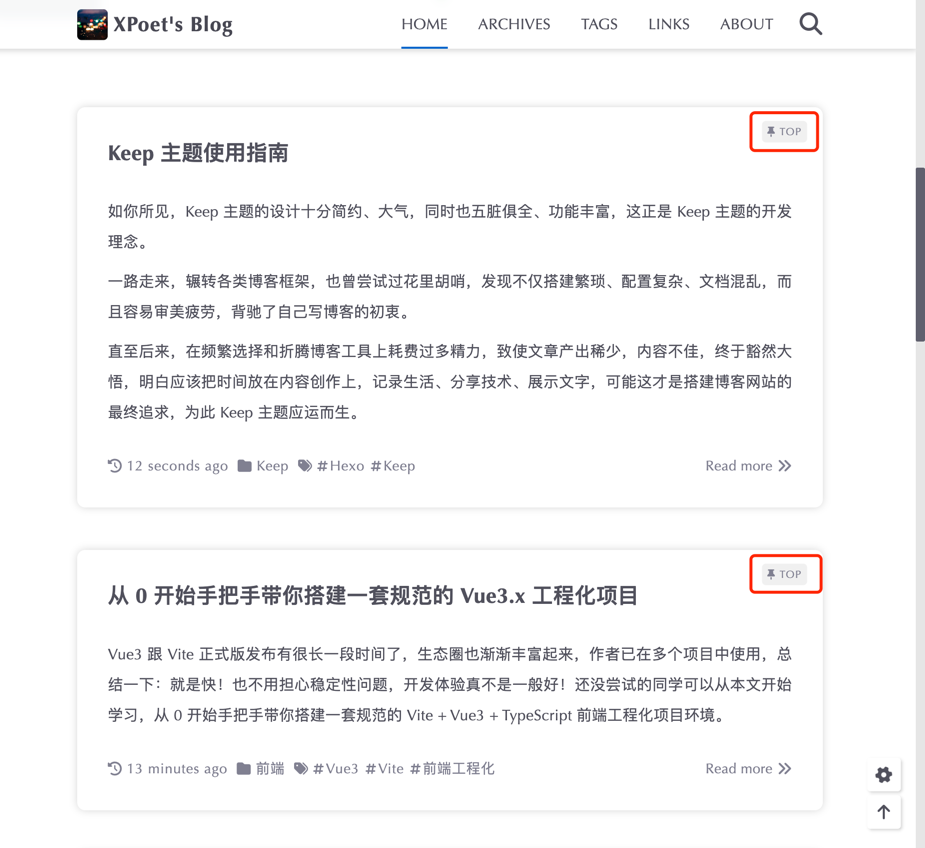 XPoet's Blog HOME ARCHIVES TAGS LINKS ABOUT
TOP
Keep 主题使用指南
如你所见，Keep 主题的设计十分简约、大气，同时也五脏俱全、功能丰富，这正是 Keep 主题的开发
理念。
一路走来，辗转各类博客框架，也曾尝试过花里胡哨，发现不仅搭建繁琐、配置复杂、文档混乱，而
且容易审美疲劳，背驰了自己写博客的初衷。
直至后来，在频繁选择和折腾博客工具上耗费过多精力，致使文章产出稀少，内容不佳，终于豁然大
悟，明白应该把时间放在内容创作上，记录生活、分享技术、展示文字，可能这才是搭建博客网站的
最终追求，为此 Keep 主题应运而生。
12 seconds ago Keep #Hexo #Keep Read more
TOP
从 0 开始手把手带你搭建一套规范的 Vue3.x 工程化项目
Vue3 跟 Vite 正式版发布有很长一段时间了，生态圈也渐渐丰富起来，作者已在多个项目中使用，总
结一下：就是快！也不用担心稳定性问题，开发体验真不是一般好！还没尝试的同学可以从本文开始
学习，从 0 开始手把手带你搭建一套规范的 Vite + Vue3 + TypeScript 前端工程化项目环境。
13 minutes ago 前端 #Vue3 #Vite #前端工程化 Read more